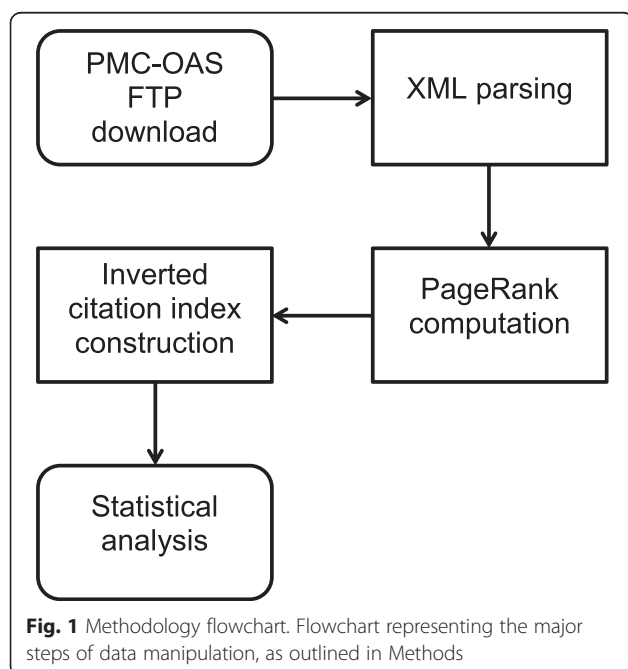 PMC-OAS
FTP
download
XML parsing
PageRank
computation
Inverted
citation index
construction
Statistical
analysis
Fig. 1 Methodology flowchart. Flowchart representing the major
steps of data manipulation, as outlined in Methods